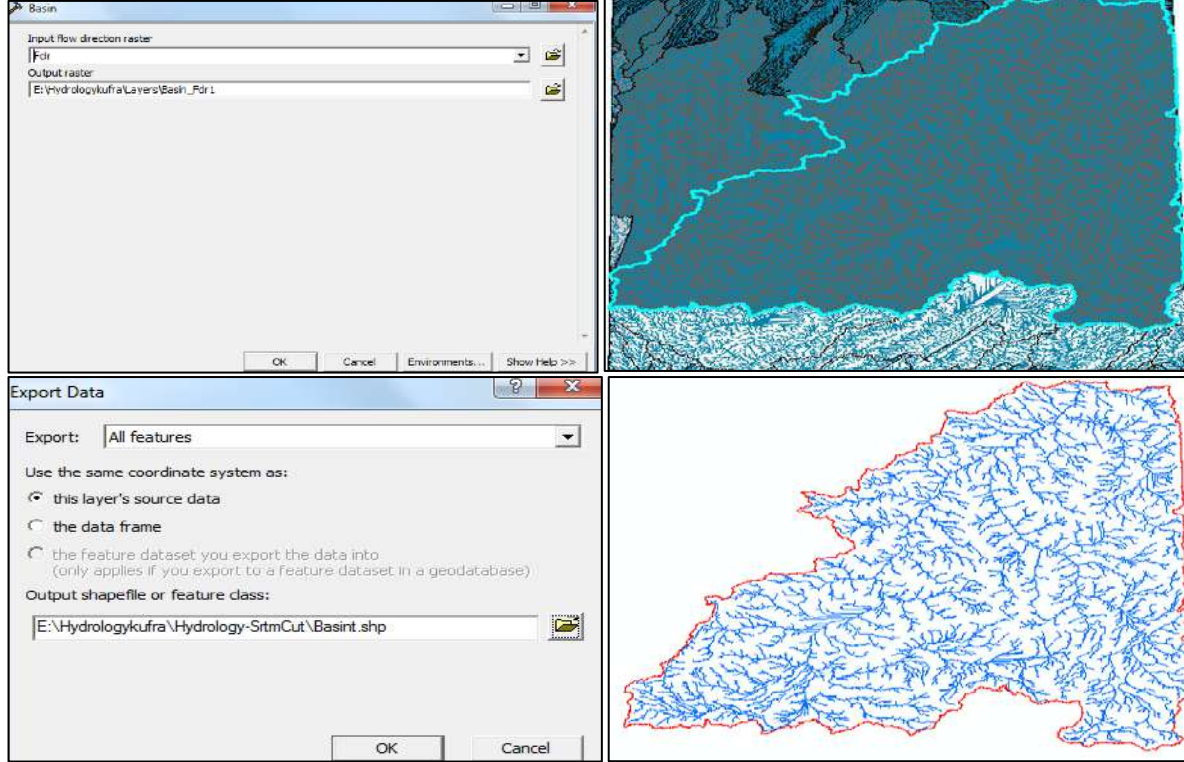 Basin
Input flow direction raster
Fdr
Output raster
E:\Hydrologykufra\Layers\Basin_Fdr1
OK Cancel Environments... Show Help >>
Export Data
Export: All features
Use the same coordinate system as:
this layer's source data
the data frame
the feature dataset you export the data into
(only applies if you export to a feature dataset in a geodatabase)
Output shapefile or feature class:
E:\Hydrologykufra\Hydrology-SrtmCut\Basint.shp
OK Cancel